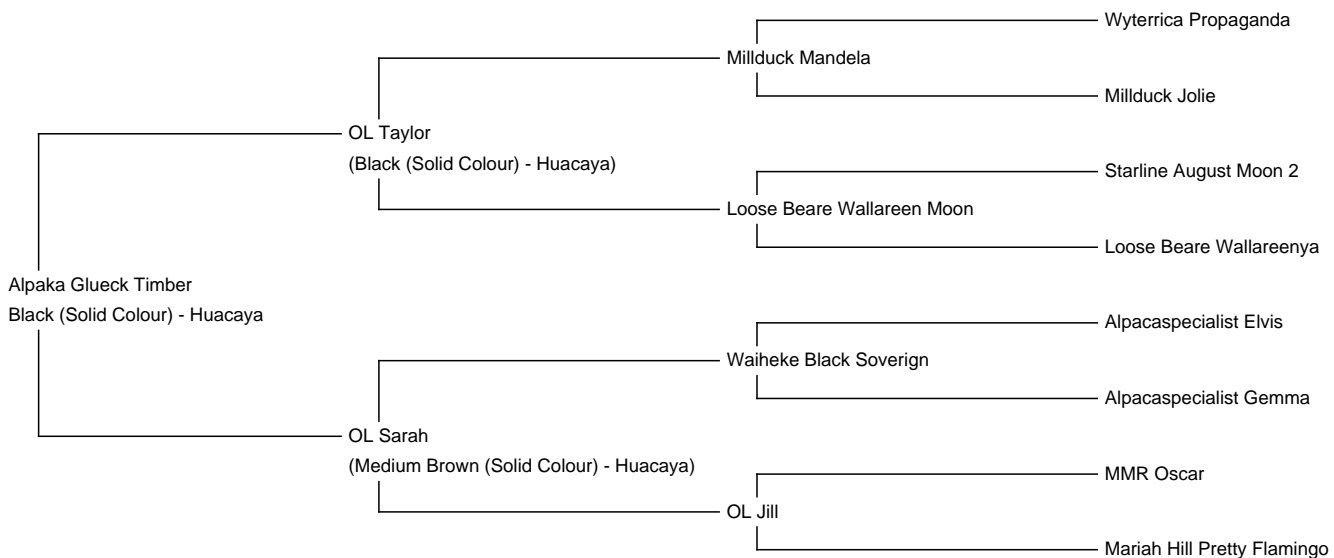 Wyterrica Propaganda
Millduck Mandela
Millduck Jolie
OL Taylor
(Black (Solid Colour) - Huacaya)
Starline August Moon 2
Loose Beare Wallareen Moon
Loose Beare Wallareenya
Alpaka Glueck Timber
Black (Solid Colour) - Huacaya
Alpacaspecialist Elvis
Waiheke Black Soverign
Alpacaspecialist Gemma
OL Sarah
(Medium Brown (Solid Colour) - Huacaya)
MMR Oscar
OL Jill
Mariah Hill Pretty Flamingo